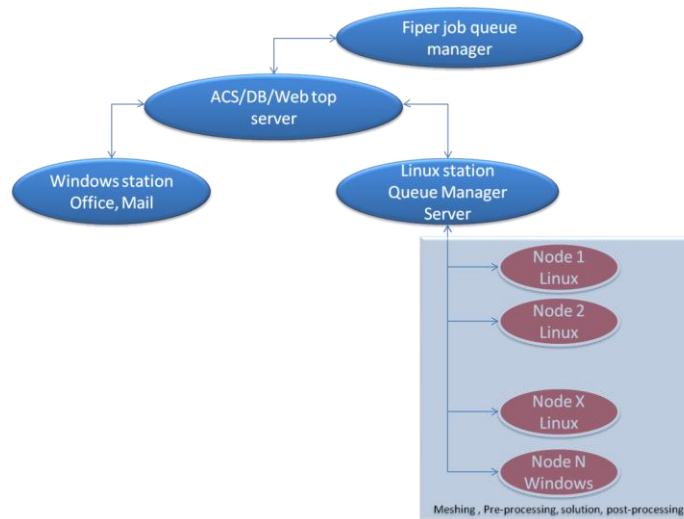 Fiper job queue
manager
ACS/DB/Web top
server
Windows station
Office, Mail
Linux station
Queue Manager
Server
Node 1
Linux
Node 2
Linux
Node X
Linux
Node N
Windows
Meshing , Pre-processing, solution, post-processing